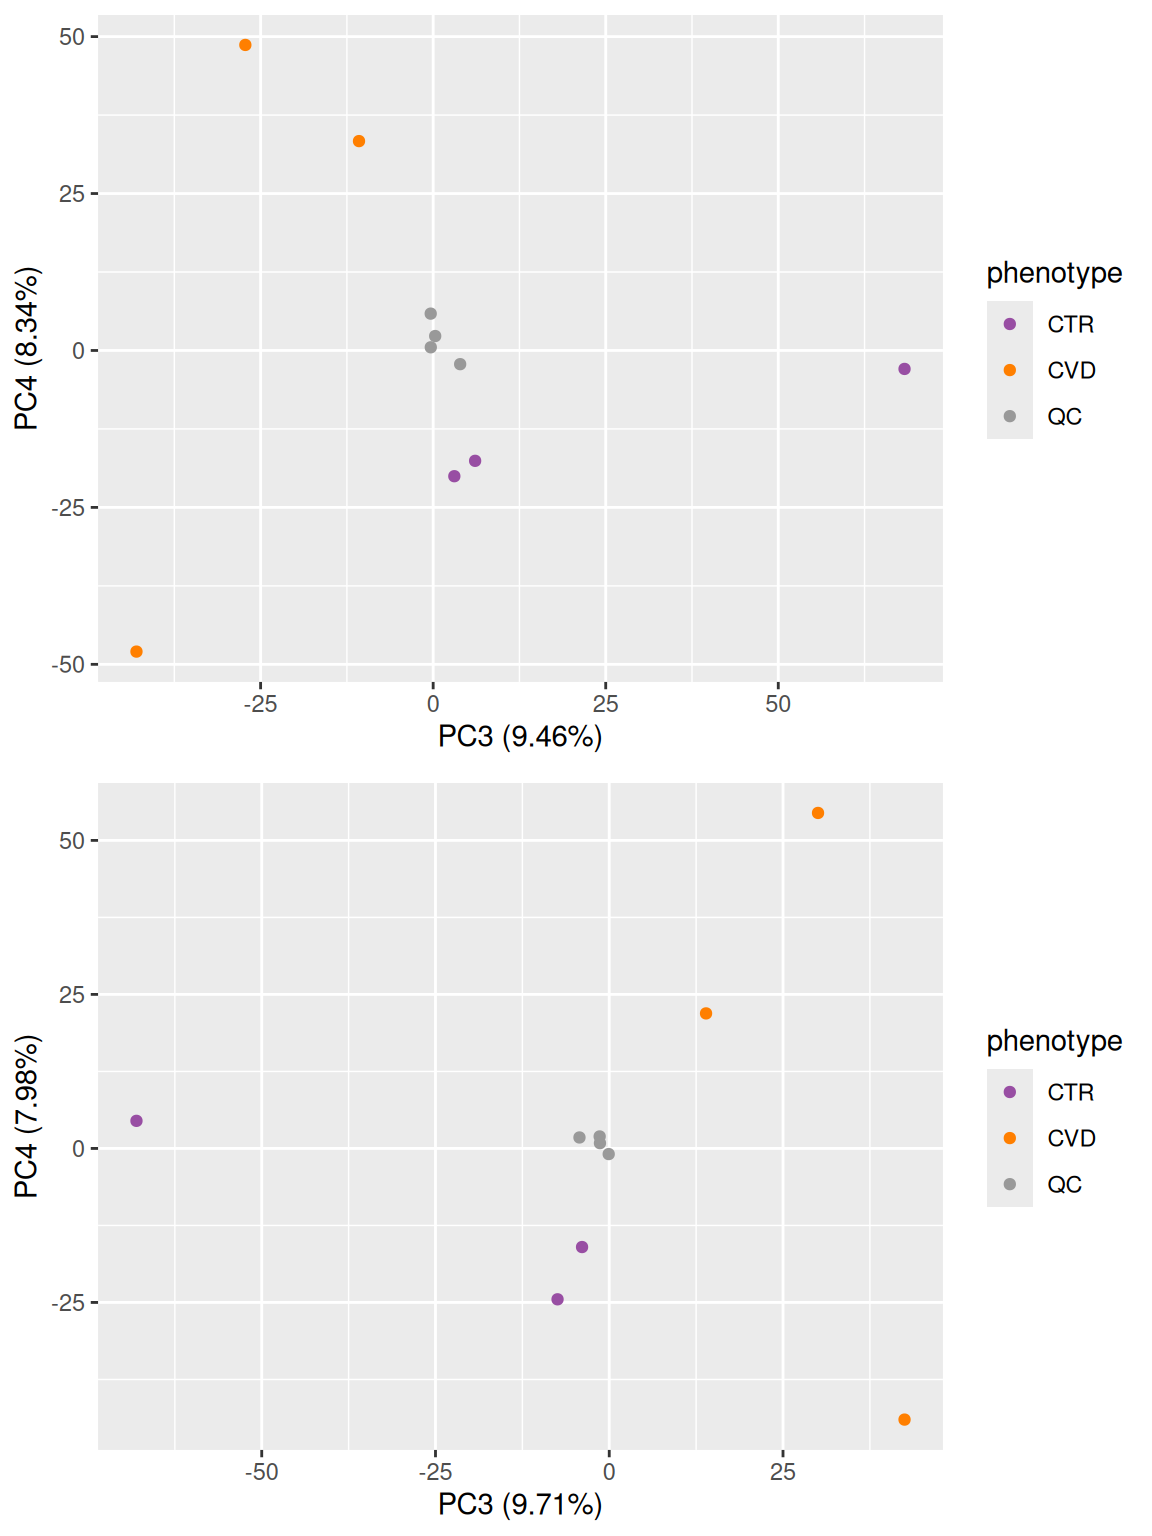 50
25
0
-25
-50
PC4 (8.34%)
-25 0 25 50
PC3 (9.46%)
phenotype
CTR
CVD
QC
50
25
0
-25
PC4 (7.98%)
-50 -25 0 25
PC3 (9.71%)
phenotype
CTR
CVD
QC